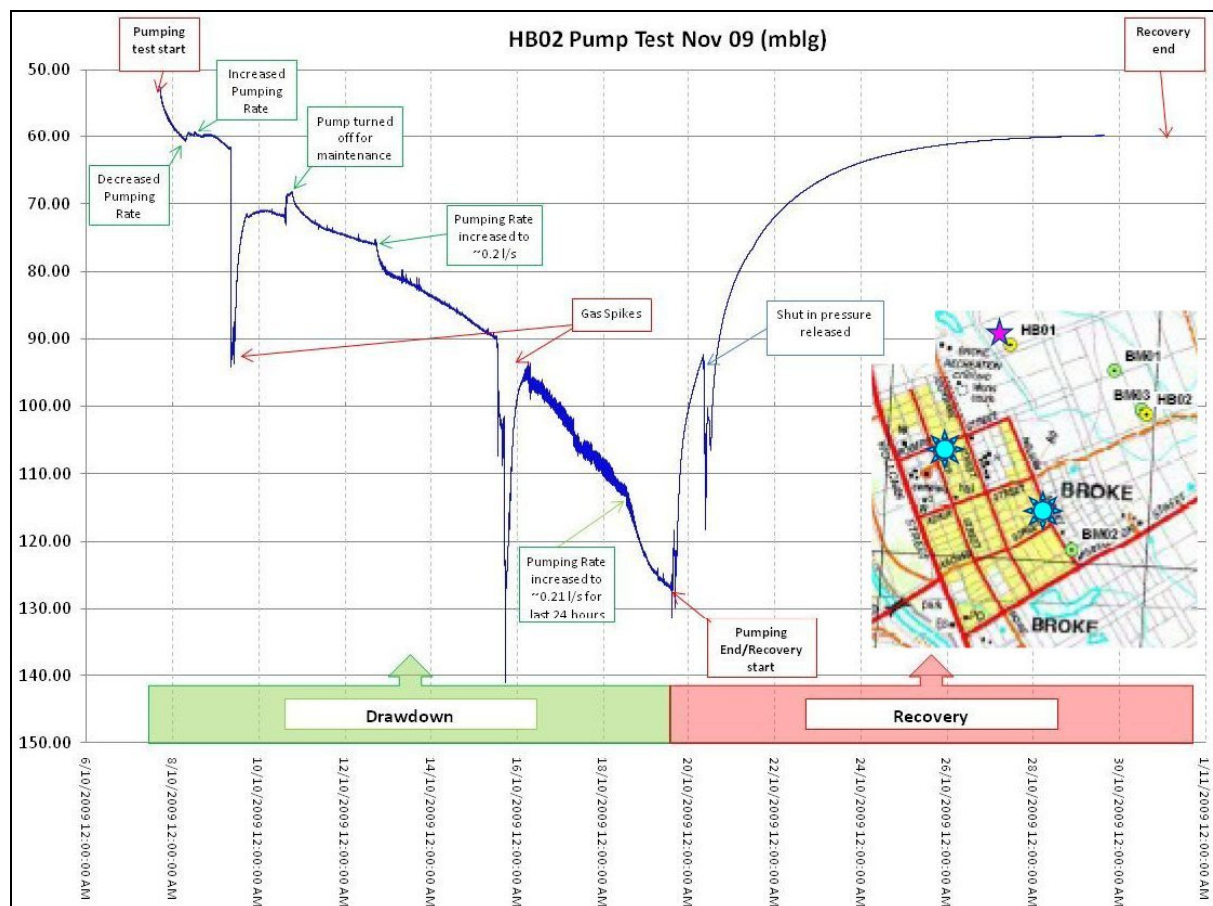 HB02 Pump Test Nov 09 (mblg)
Pumping
test start
Increased
Pumping
Rate
Pump turned
off for
maintenance
Recovery
end
Decreased
Pumping
Rate
Pumping Rate
increased to
~0.2 l/s
Gas Spikes
Shut in pressure
released
Pumping Rate
increased to
~0.21 l/s for
last 24 hours
Pumping
End/Recovery
start
Drawdown
Recovery
50.00
60.00
70.00
80.00
90.00
100.00
110.00
120.00
130.00
140.00
150.00
6/10/2009 12:00:00 AM
8/10/2009 12:00:00 AM
10/10/2009 12:00:00 AM
12/10/2009 12:00:00 AM
14/10/2009 12:00:00 AM
16/10/2009 12:00:00 AM
18/10/2009 12:00:00 AM
20/10/2009 12:00:00 AM
22/10/2009 12:00:00 AM
24/10/2009 12:00:00 AM
26/10/2009 12:00:00 AM
28/10/2009 12:00:00 AM
30/10/2009 12:00:00 AM
1/11/2009 12:00:00 AM
HB01
BROKE
RECREATION
BM01
BM03
HB02
STREET
BROKE
BM02
STREET
STREET
park
BROKE